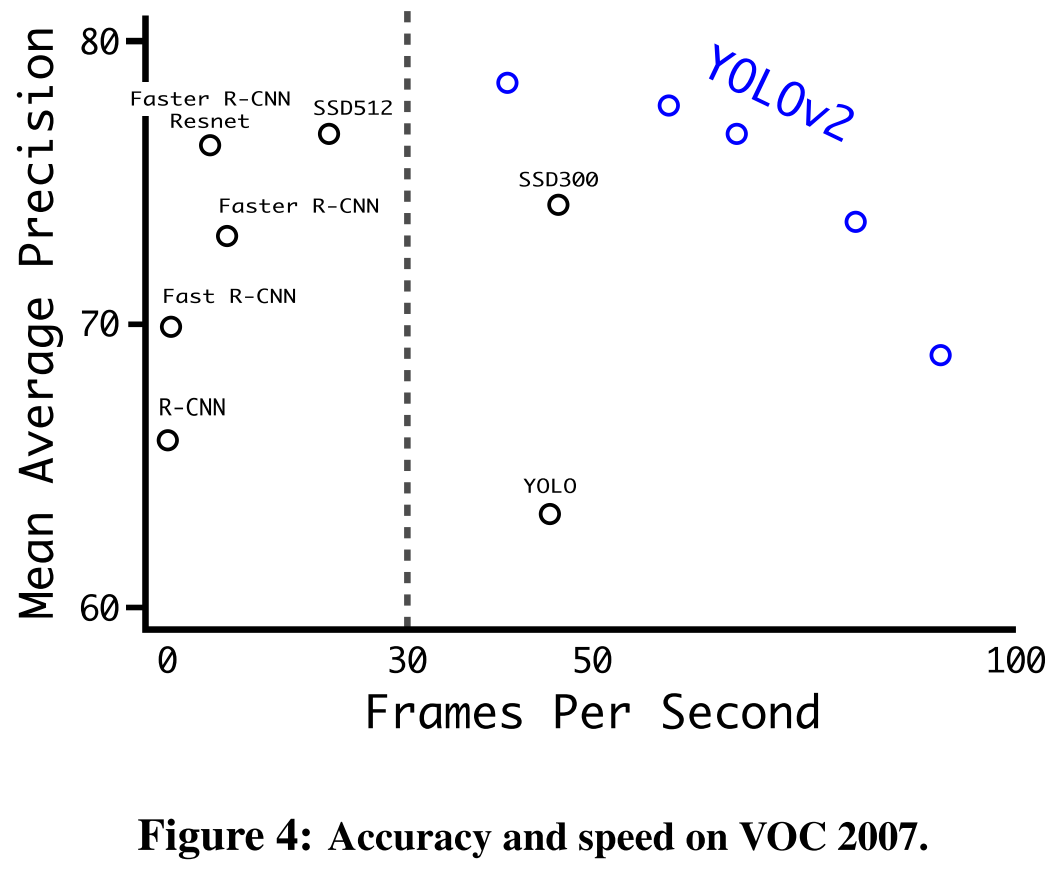 Mean Average Precision
80
70
60
Faster R-CNN
Resnet
SSD512
YOLOv2
SSD300
Faster R-CNN
Fast R-CNN
R-CNN
YOLO
0 30 50 100
Frames Per Second
Figure 4: Accuracy and speed on VOC 2007.